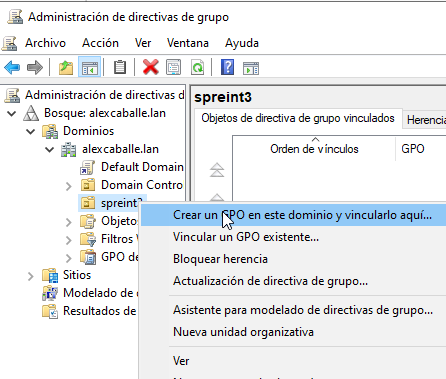 Administración de directivas de grupo
Archivo Acción Ver Ventana Ayuda
Administración de directivas d
Bosque: alexcaballe.lan
Dominios
alexcaballe.lan
Default Domain
Domain Contro
spreint3
Objetos
Filtros
GPO de
Sitios
Modelado de
Resultados de
spreint3
Objetos de directiva de grupo vinculados
Herencia
Orden de vínculos
GPO
Crear un GPO en este dominio y vincularlo aquí...
Vincular un GPO existente...
Bloquear herencia
Actualización de directiva de grupo...
Asistente para modelado de directivas de grupo...
Nueva unidad organizativa
Ver